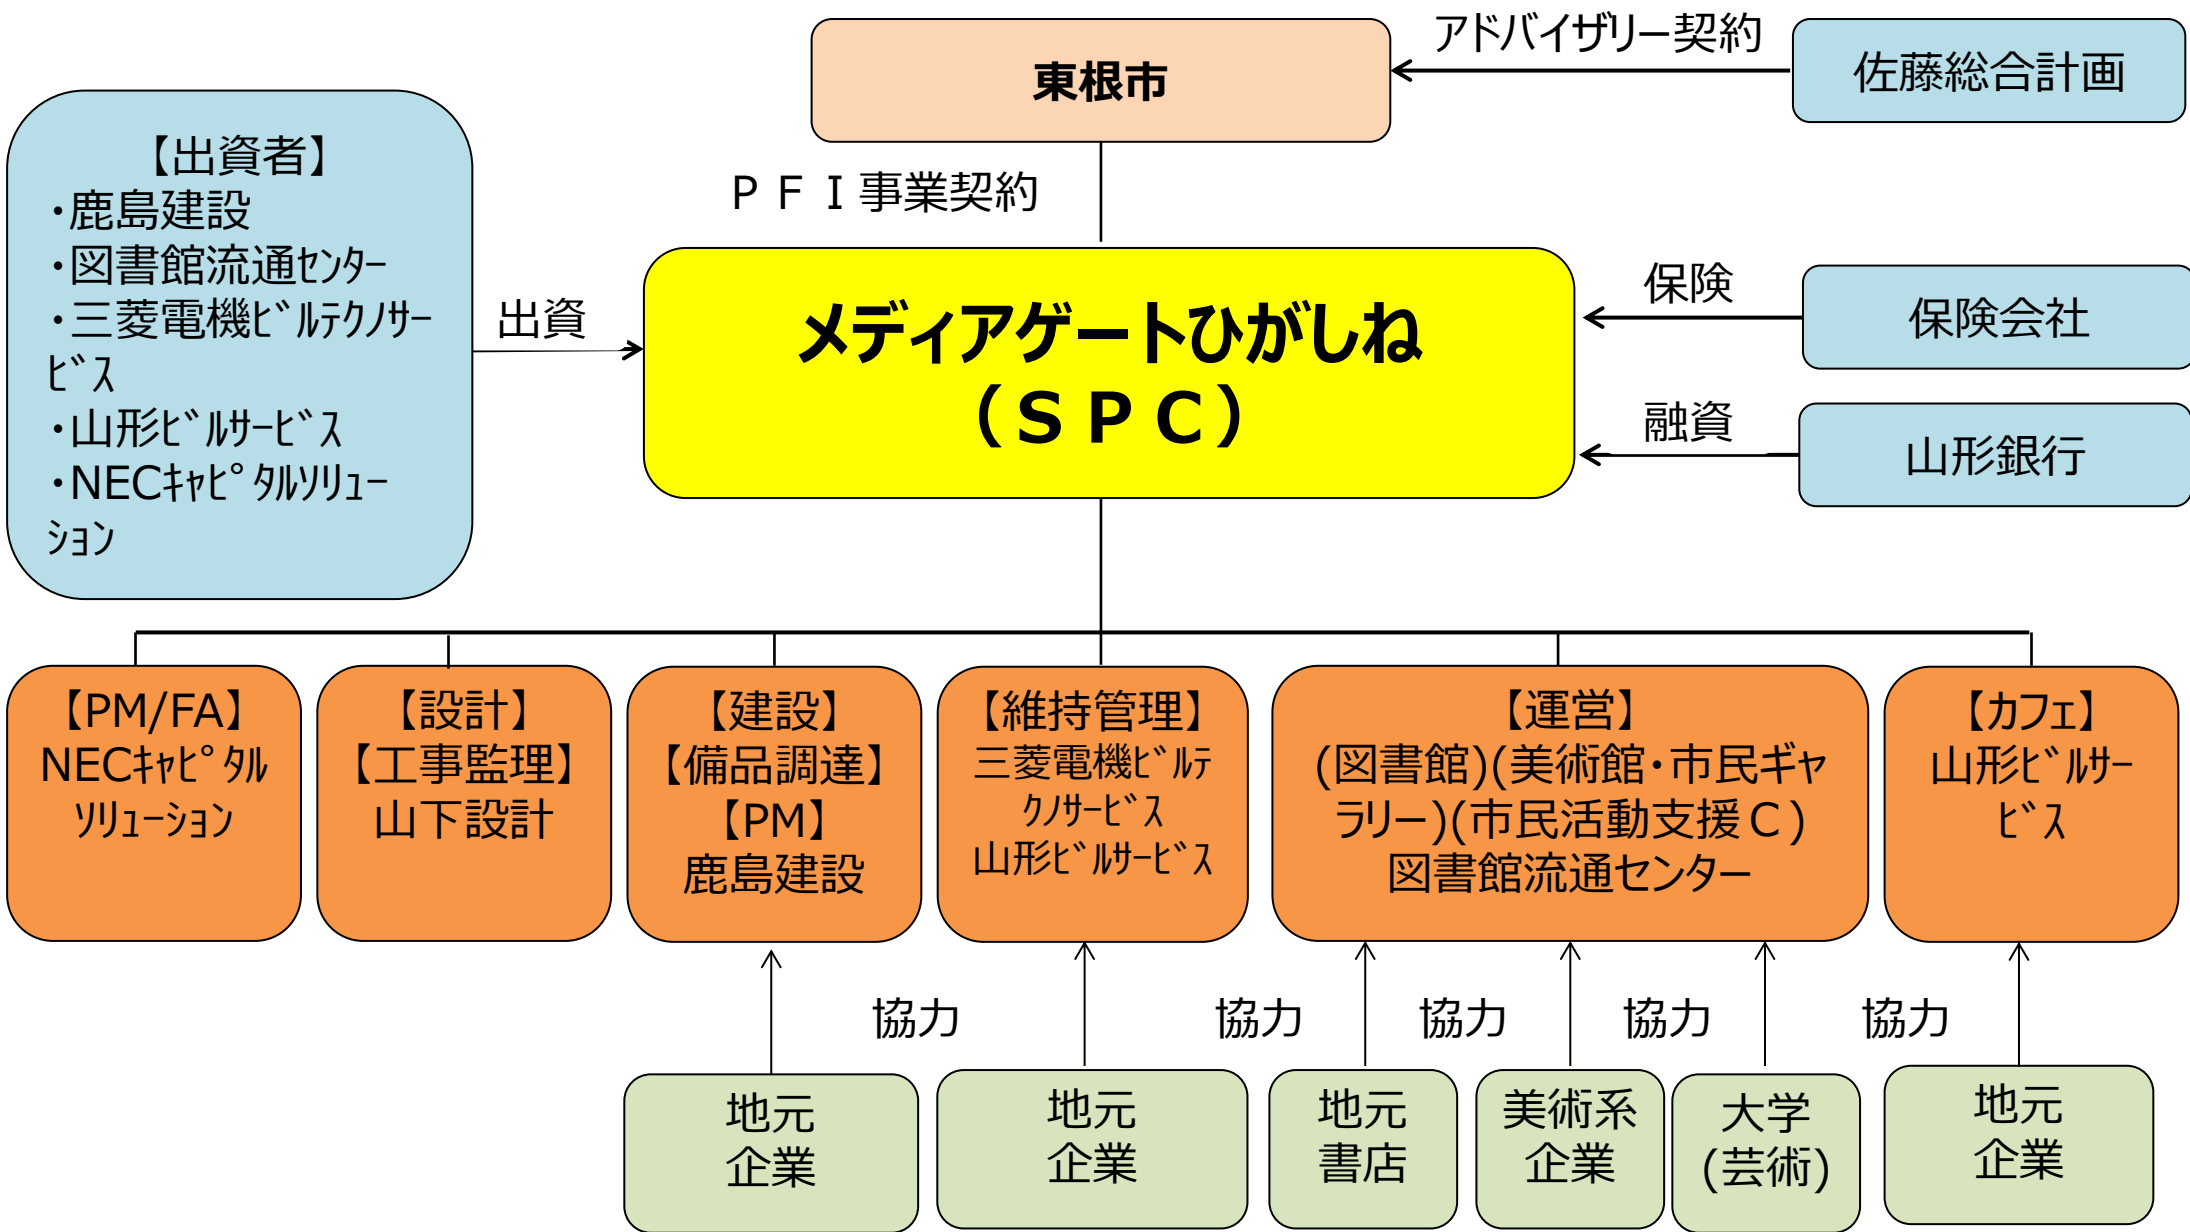 アドバイザリー契約
東根市
佐藤総合計画
【出資者】
・鹿島建設
・図書館流通ｾﾝﾀｰ
・三菱電機ﾋﾞﾙﾃｸﾉｻｰ
ﾋﾞｽ
・山形ﾋﾞﾙｻｰﾋﾞｽ
・NECｷｬﾋﾟﾀﾙｿﾘｭｰ
ｼｮﾝ
ＰＦＩ事業契約
出資
メディアゲートひがしね
（ＳＰＣ）
保険
保険会社
融資
山形銀行
【PM/FA】
NECｷｬﾋﾟﾀﾙ
ｿﾘｭｰｼｮﾝ
【設計】
【工事監理】
山下設計
【建設】
【備品調達】
【PM】
鹿島建設
【維持管理】
三菱電機ﾋﾞﾙﾃ
ｸﾉｻｰﾋﾞｽ
山形ﾋﾞﾙｻｰﾋﾞｽ
【運営】
(図書館)(美術館・市民ギャ
ラリー)(市民活動支援Ｃ)
図書館流通センター
【カフェ】
山形ﾋﾞﾙｻｰ
ﾋﾞｽ
協力
協力
協力
協力
協力
地元
企業
地元
企業
地元
書店
美術系
企業
大学
(芸術)
地元
企業